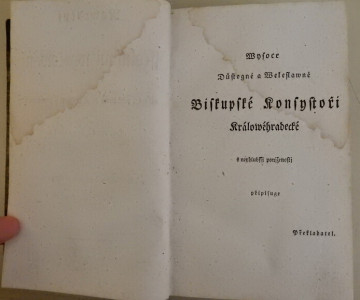 Wysoce
Důstogné a Weleslawné
Biskupské Konsystoři
Králowéhradecké
připisuge
Překladatel.